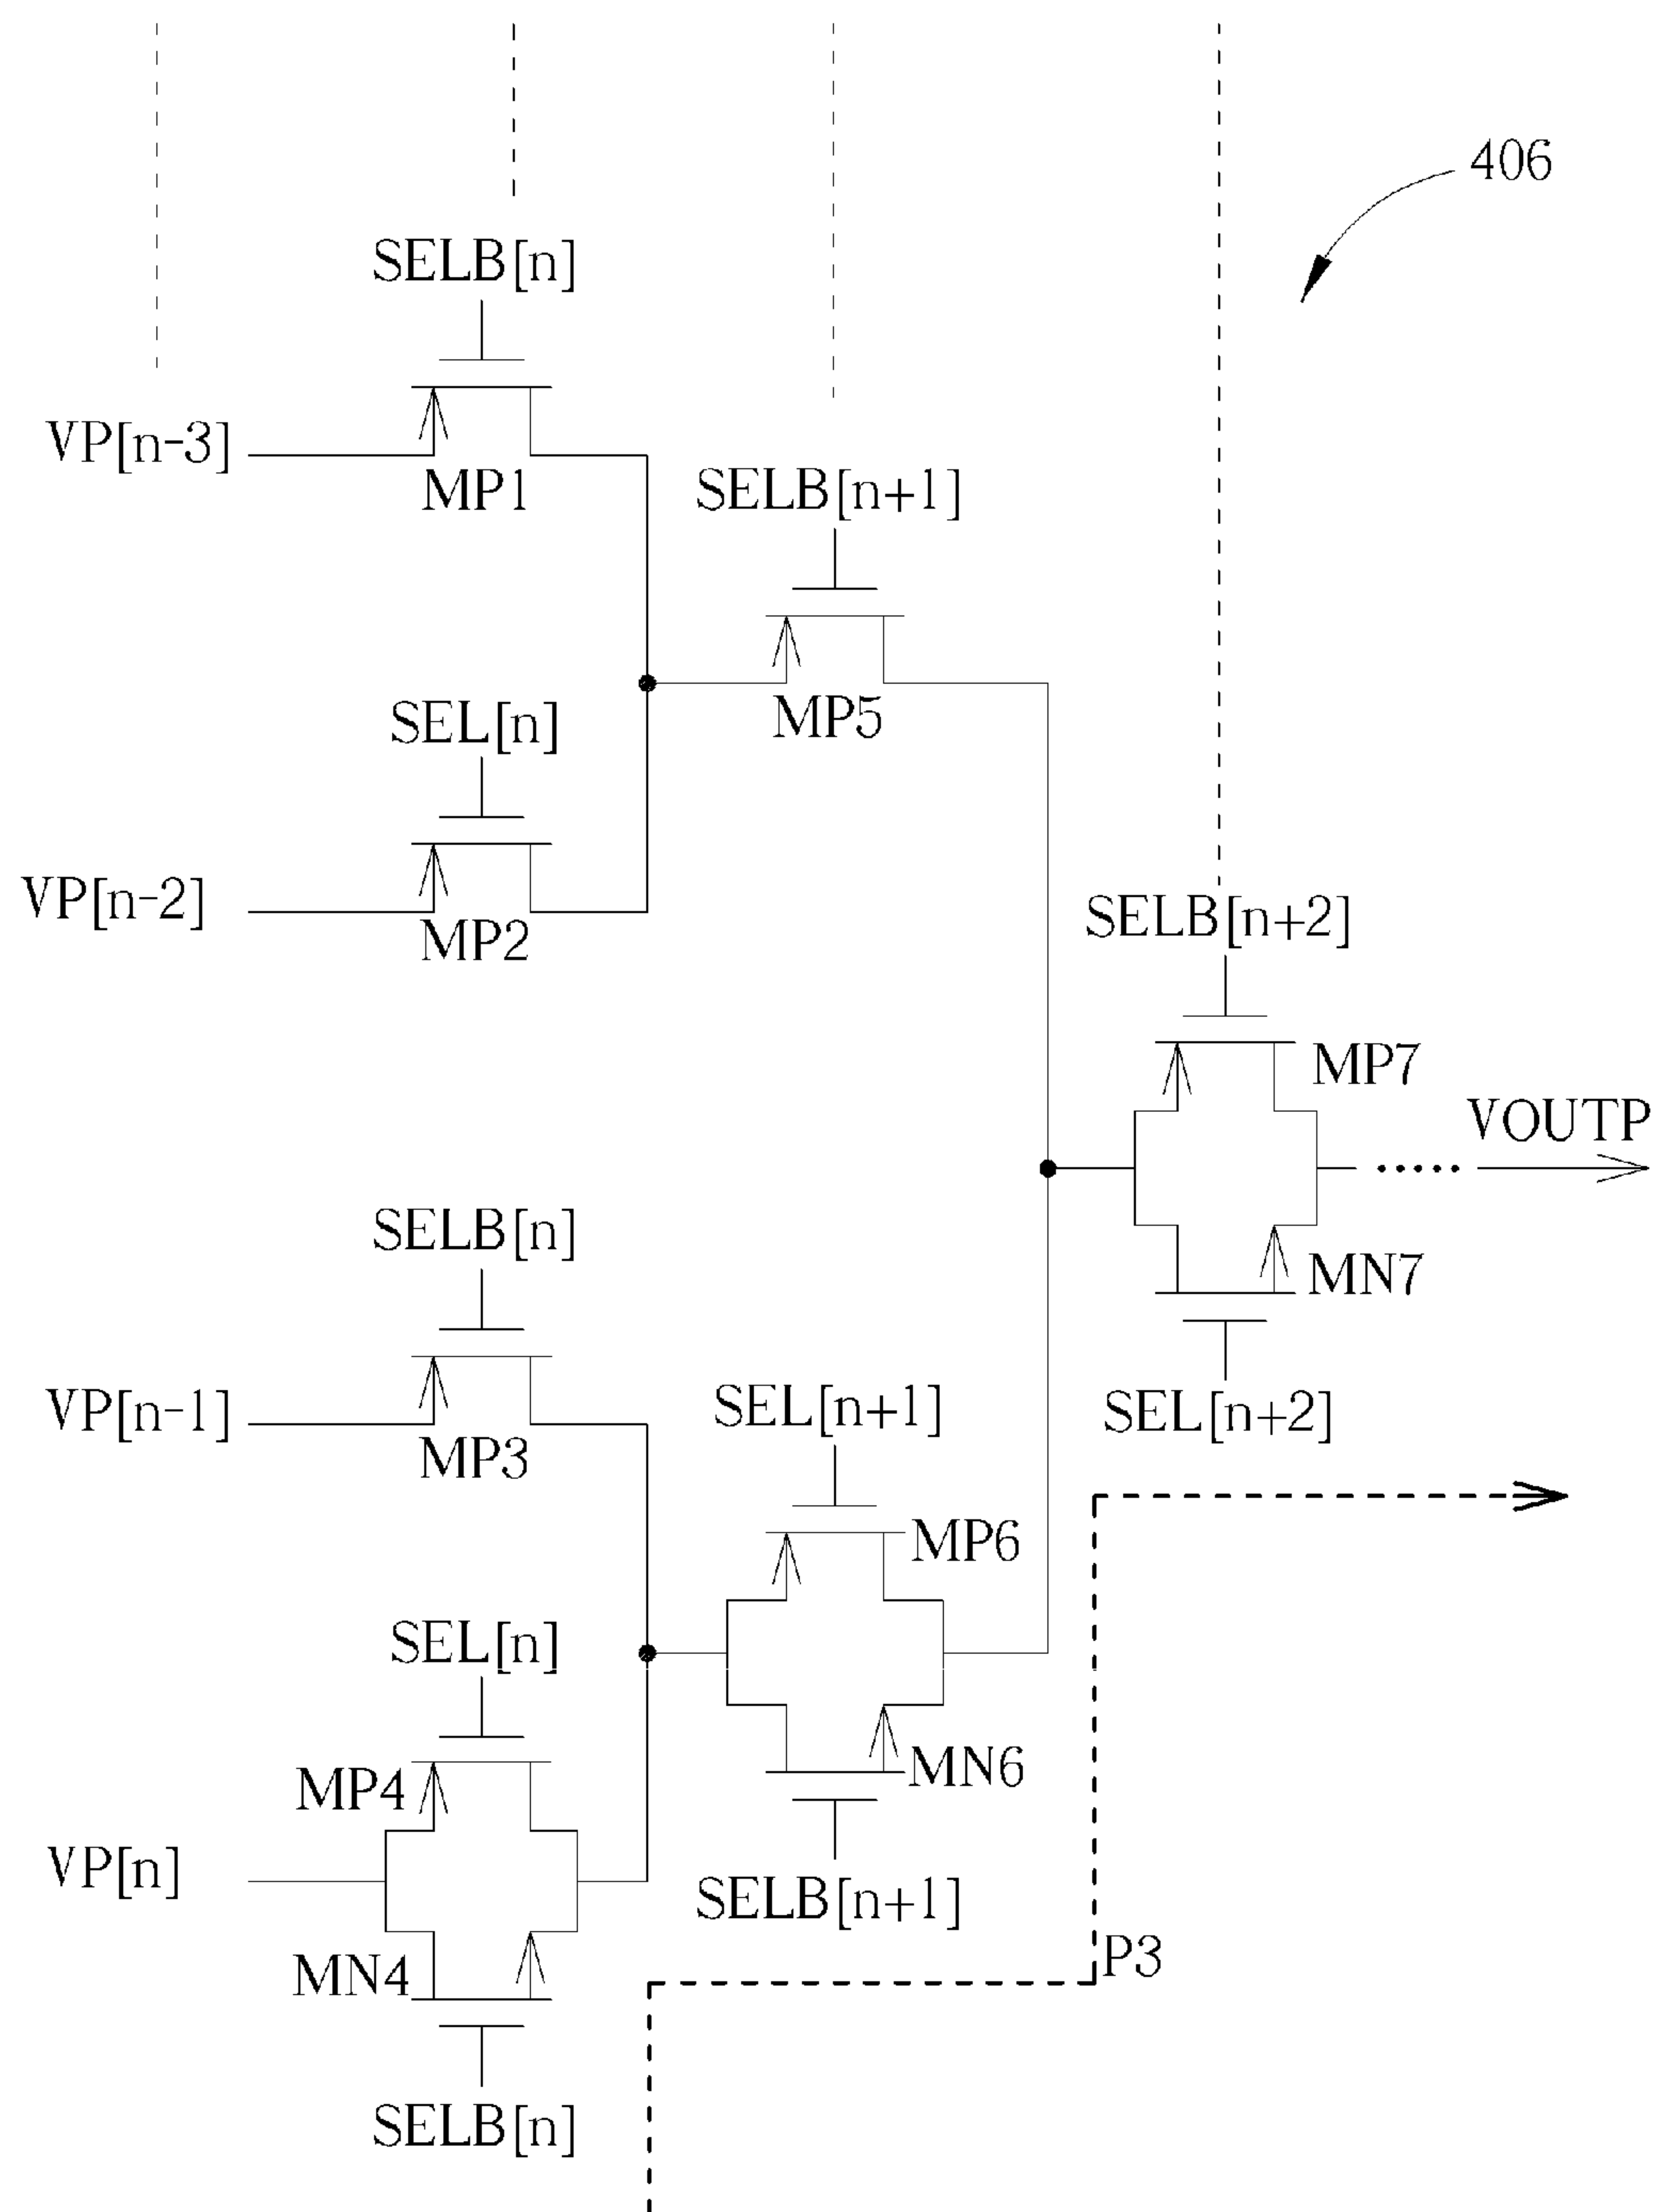 406
SELB[n]
VP[n-3]
MP1
SELB[n+1]
MP5
SEL[n]
VP[n-2]
MP2
SELB[n+2]
MP7
VOUTP
MN7
SEL[n+2]
SELB[n]
VP[n-1]
MP3
SEL[n+1]
MP6
SEL[n]
MP4
MN6
VP[n]
SELB[n+1]
MN4
P3
SELB[n]